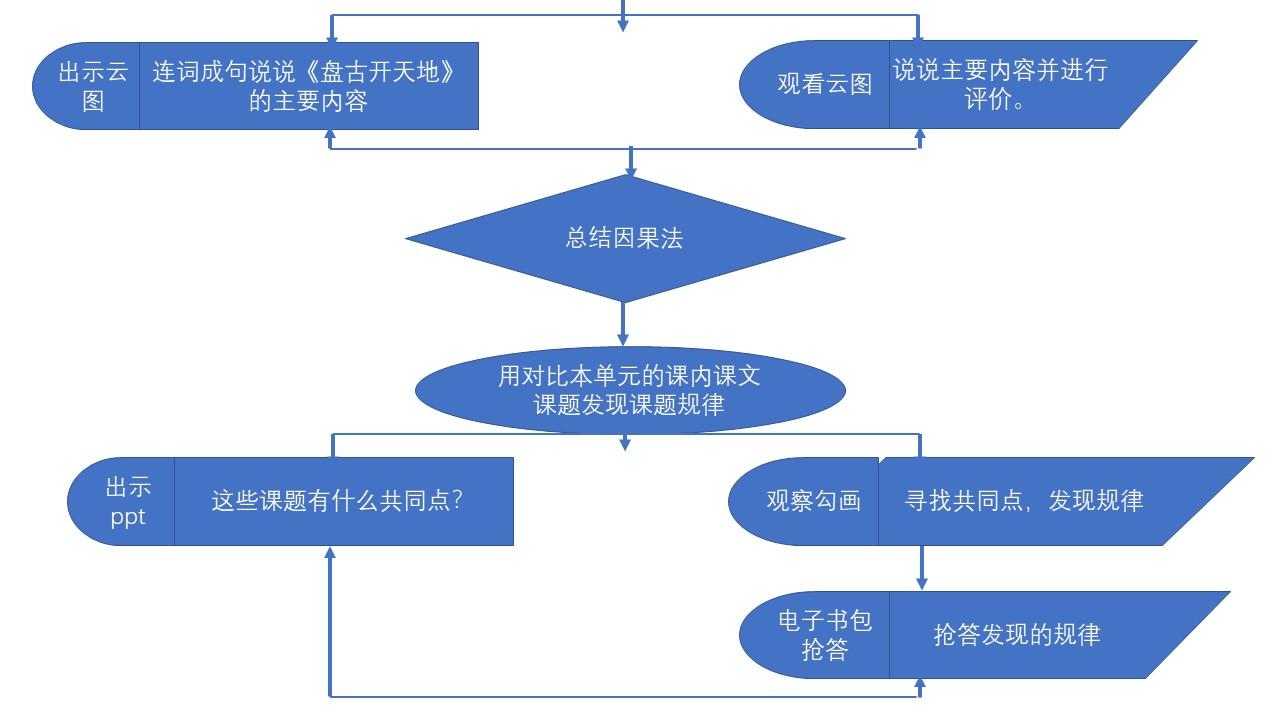 出示云
图
连词成句说说《盘古开天地》
的主要内容
观看云图
说说主要内容并进行
评价。
总结因果法
用对比本单元的课内课文
课题发现课题规律
出示
ppt
这些课题有什么共同点？
观察勾画
寻找共同点，发现规律
电子书包
抢答
抢答发现的规律